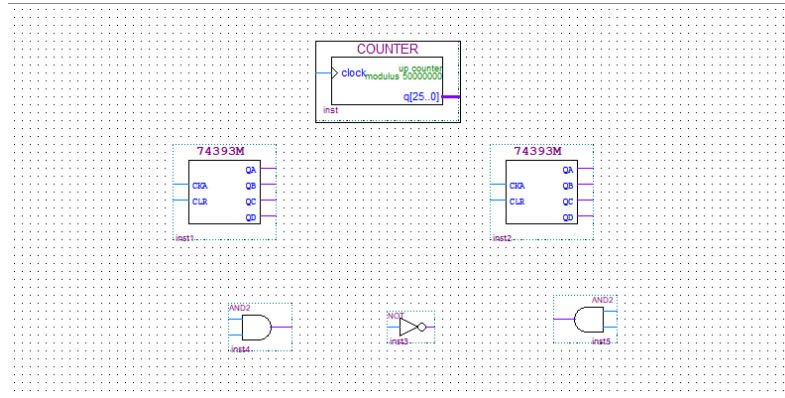 COUNTER
up counter
clock modulus 50000000
q[25..0]
inst
74393M 74393M
QA QA
CKA QB CKA QB
CLR QC CLR QC
QD QD
inst1 inst2
AND2 NOT AND2
inst4 inst3 inst5